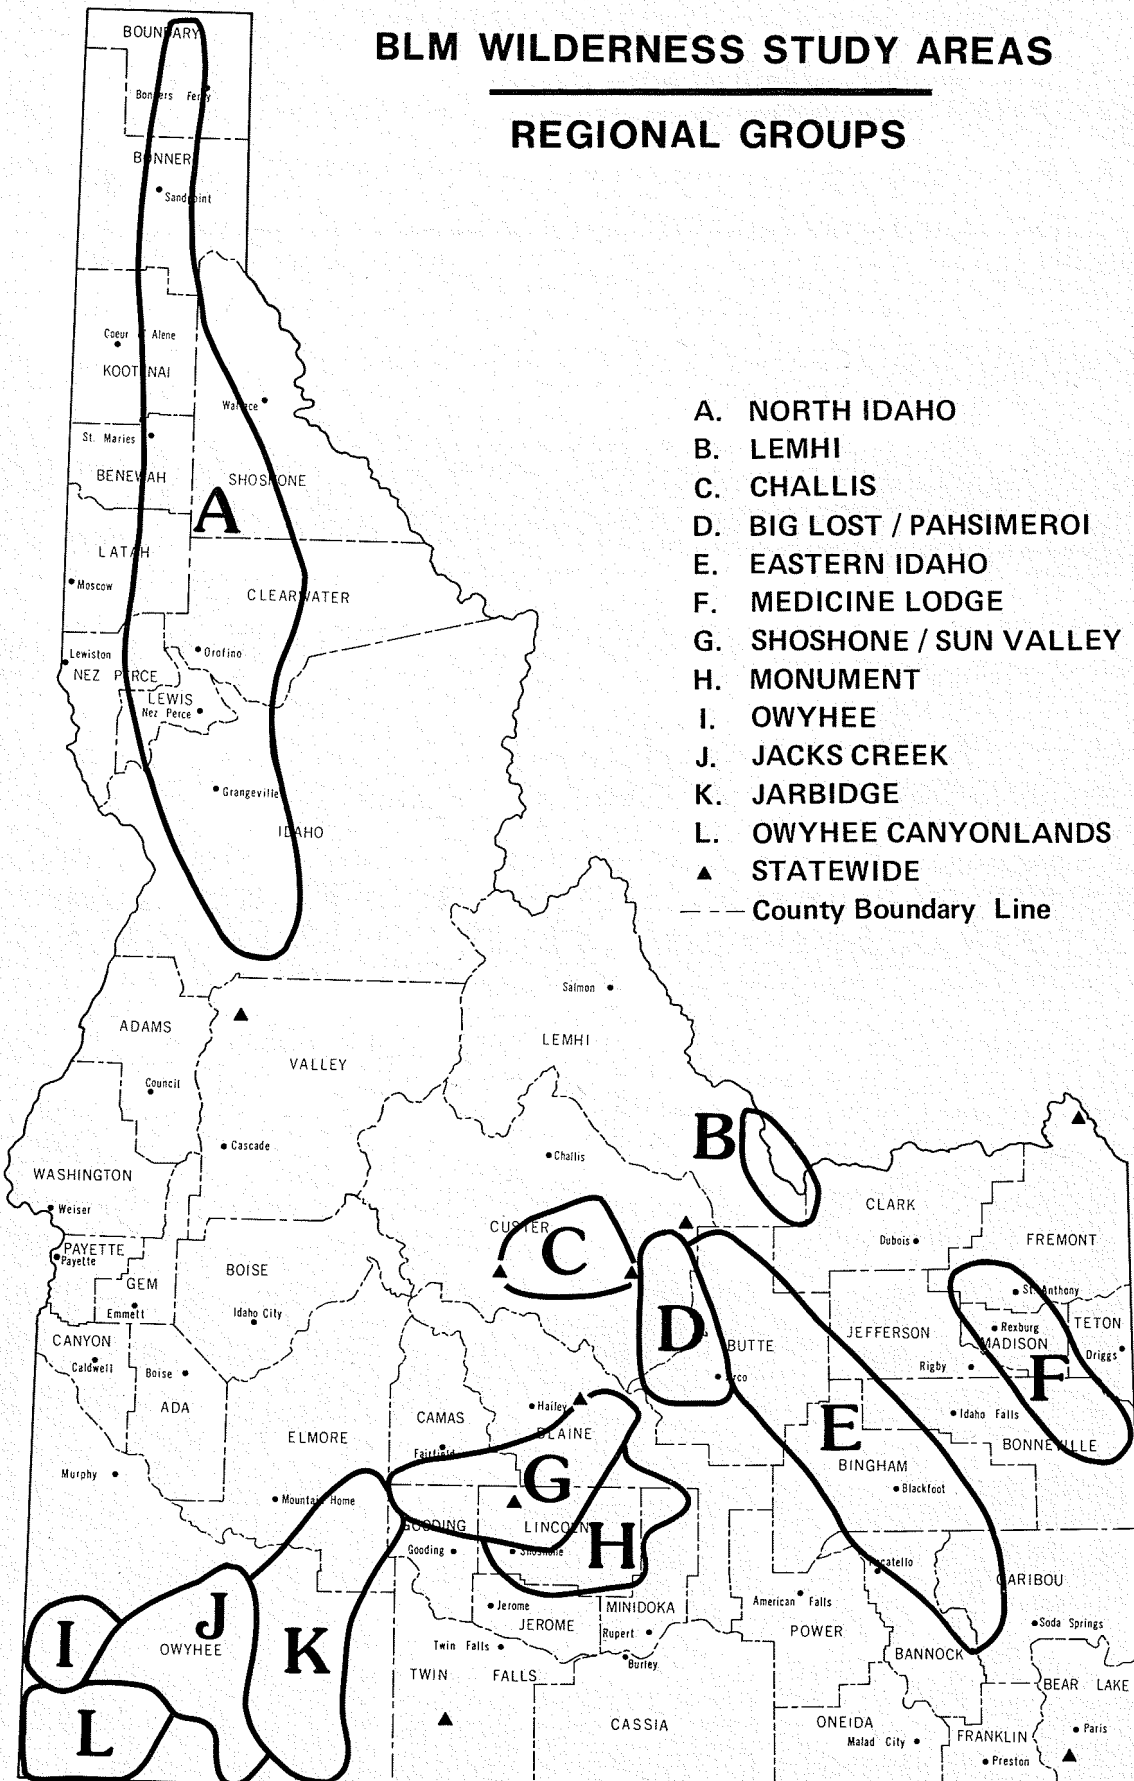 BLM WILDERNESS STUDY AREAS
REGIONAL GROUPS
A. NORTH IDAHO
B. LEMHI
C. CHALLIS
D. BIG LOST / PAHSIMEROI
E. EASTERN IDAHO
F. MEDICINE LODGE
G. SHOSHONE / SUN VALLEY
H. MONUMENT
I. OWYHEE
J. JACKS CREEK
K. JARBIDGE
L. OWYHEE CANYONLANDS
▲ STATEWIDE
--- County Boundary Line
BOUNDARY
Bonners Ferry
BONNER
Sandpoint
Coeur d Alene
KOOTENAI
Wallace
St. Maries
BENEWAH
SHOSHONE
A
LATAH
Moscow
CLEARWATER
Orofino
Lewiston
NEZ PERCE
LEWIS
Nez Perce
Grangeville
IDAHO
Salmon
ADAMS
LEMHI
VALLEY
Council
B
Cascade
Challis
WASHINGTON
Weiser
CLARK
CUSTER
C
Dubois
FREMONT
PAYETTE
Payette
BOISE
GEM
Emmett
Idaho City
St. Anthony
D
CANYON
Caldwell
BUTTE
JEFFERSON
Rexburg
MADISON
TETON
Driggs
Rigby
F
Boise
Arco
ADA
Hailey
CAMAS
BLAINE
E
Idaho Falls
ELMORE
Fairfield
BONNEVILLE
Murphy
G
BINGHAM
Blackfoot
Mountain Home
GOODING
LINCOLN
Gooding
Shoshone
H
Pocatello
CARIBOU
I
J
OWYHEE
K
Jerome
JEROME
MINIDOKA
Rupert
American Falls
POWER
Soda Springs
Twin Falls
TWIN FALLS
Burley
BANNOCK
BEAR LAKE
L
CASSIA
ONEIDA
Malad City
FRANKLIN
Paris
Preston